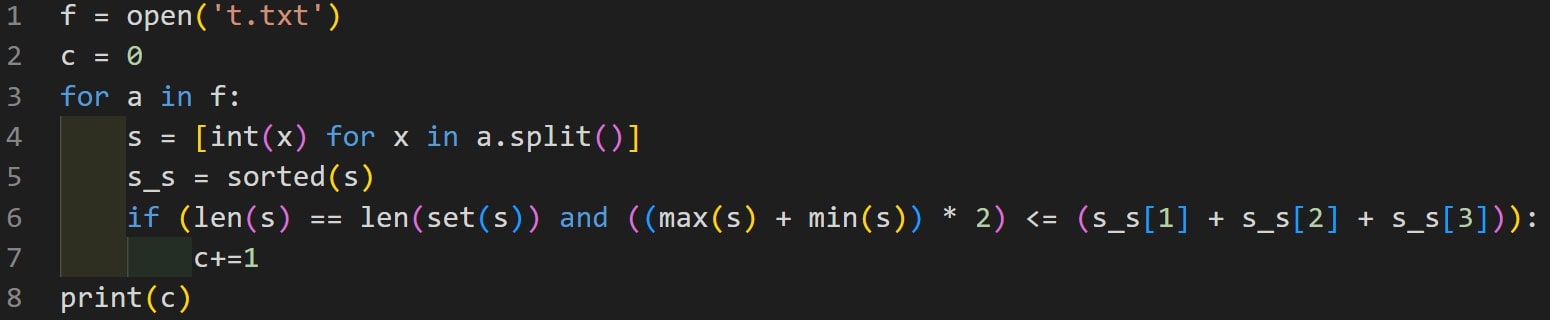 1 f = open('t.txt')
2 c = 0
3 for a in f:
4     s = [int(x) for x in a.split()]
5     s_s = sorted(s)
6     if (len(s) == len(set(s)) and ((max(s) + min(s)) * 2) <= (s_s[1] + s_s[2] + s_s[3])):
7         c+=1
8 print(c)